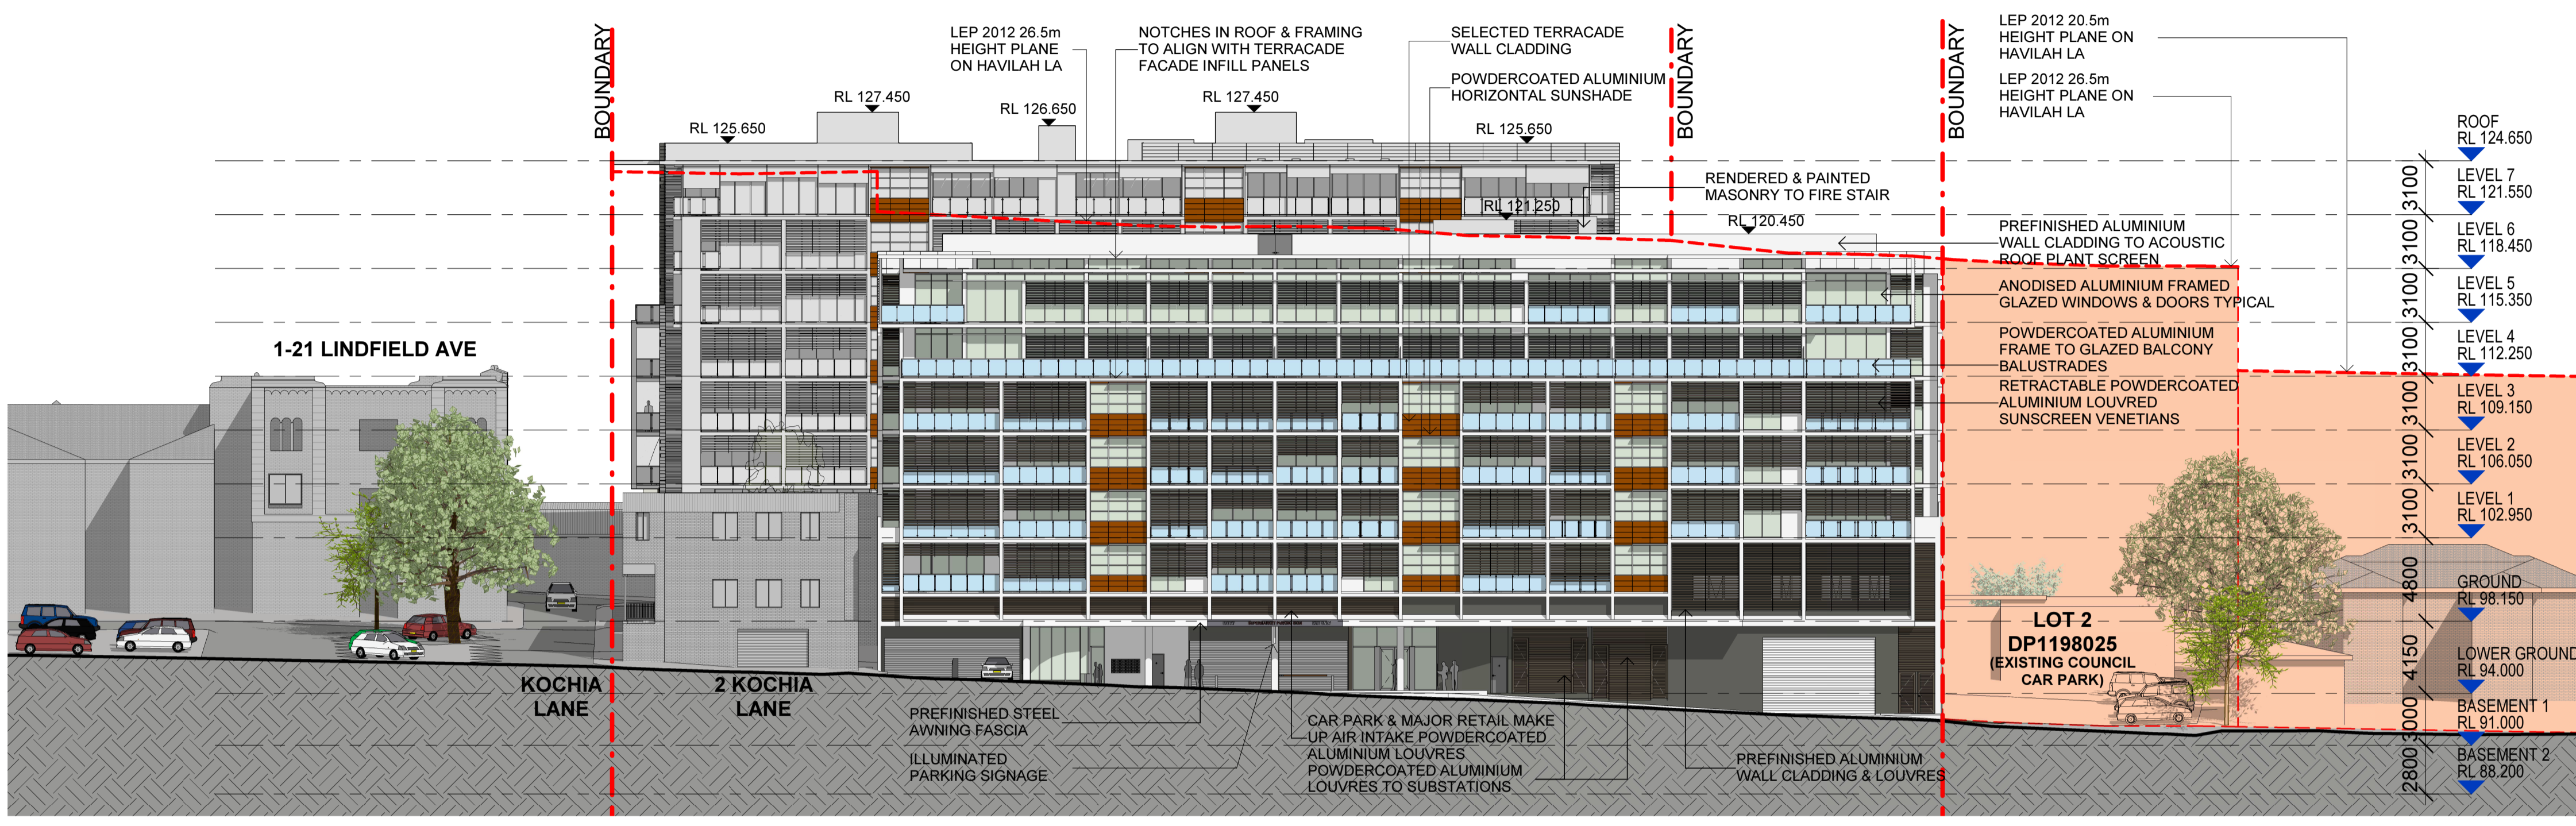 BOUNDARY
LEP 2012 26.5m
HEIGHT PLANE
ON HAVILAH LA
NOTCHES IN ROOF & FRAMING
TO ALIGN WITH TERRACADE
FACADE INFILL PANELS
SELECTED TERRACADE
WALL CLADDING
POWDERCOATED ALUMINIUM
HORIZONTAL SUNSHADE
BOUNDARY
BOUNDARY
LEP 2012 20.5m
HEIGHT PLANE ON
HAVILAH LA
LEP 2012 26.5m
HEIGHT PLANE ON
HAVILAH LA
RL 125.650
RL 127.450
RL 126.650
RL 127.450
RL 125.650
RENDERED & PAINTED
MASONRY TO FIRE STAIR
RL 121.250
RL 120.450
PREFINISHED ALUMINIUM
WALL CLADDING TO ACOUSTIC
ROOF PLANT SCREEN
ANODISED ALUMINIUM FRAMED
GLAZED WINDOWS & DOORS TYPICAL
POWDERCOATED ALUMINIUM
FRAME TO GLAZED BALCONY
BALUSTRADES
RETRACTABLE POWDERCOATED
ALUMINIUM LOUVRED
SUNSCREEN VENETIANS
1-21 LINDFIELD AVE
KOCHIA
LANE
2 KOCHIA
LANE
PREFINISHED STEEL
AWNING FASCIA
ILLUMINATED
PARKING SIGNAGE
CAR PARK & MAJOR RETAIL MAKE
UP AIR INTAKE POWDERCOATED
ALUMINIUM LOUVRES
POWDERCOATED ALUMINIUM
LOUVRES TO SUBSTATIONS
PREFINISHED ALUMINIUM
WALL CLADDING & LOUVRES
LOT 2
DP1198025
(EXISTING COUNCIL
CAR PARK)
ROOF
RL 124.650
3100
LEVEL 7
RL 121.550
3100
LEVEL 6
RL 118.450
3100
LEVEL 5
RL 115.350
3100
LEVEL 4
RL 112.250
3100
LEVEL 3
RL 109.150
3100
LEVEL 2
RL 106.050
3100
LEVEL 1
RL 102.950
4800
GROUND
RL 98.150
4150
LOWER GROUND
RL 94.000
3000
BASEMENT 1
RL 91.000
2800
BASEMENT 2
RL 88.200